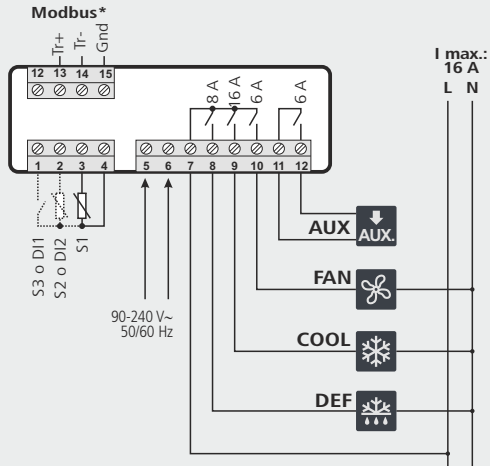 Modbus*
Tr+
Tr-
Gnd
I max.:
16 A
L N
12 13 14 15
8 A
16 A
6 A
6 A
1 2 3 4
5 6 7 8 9 10 11 12
S3 o DI1
S2 o DI2
S1
90-240 V~
50/60 Hz
AUX
AUX.
FAN
COOL
DEF